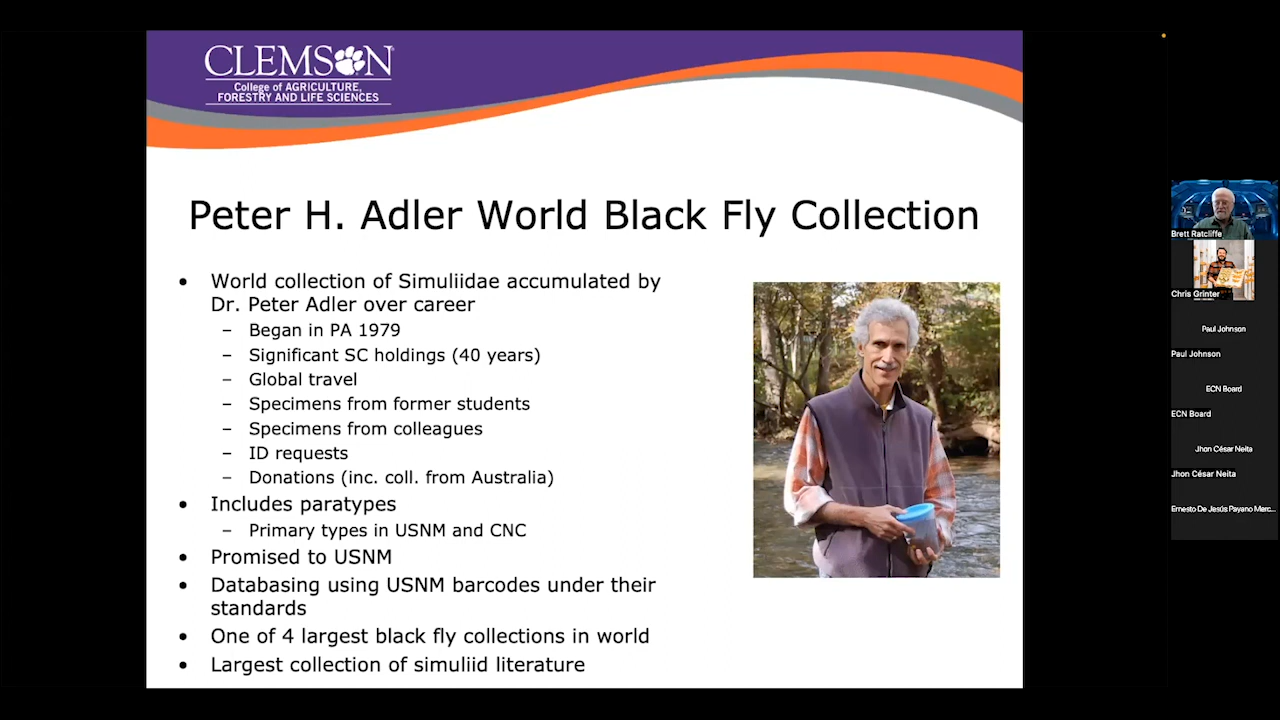 CLEMSON
College of AGRICULTURE,
FORESTRY AND LIFE SCIENCES
Peter H. Adler World Black Fly Collection
• World collection of Simuliidae accumulated by
Dr. Peter Adler over career
– Began in PA 1979
– Significant SC holdings (40 years)
– Global travel
– Specimens from former students
– Specimens from colleagues
– ID requests
– Donations (inc. coll. from Australia)
• Includes paratypes
– Primary types in USNM and CNC
• Promised to USNM
• Databasing using USNM barcodes under their
standards
• One of 4 largest black fly collections in world
• Largest collection of simuliid literature
Brett Ratcliffe
Chris Grinter
Paul Johnson
Paul Johnson
ECN Board
ECN Board
Jhon César Neita
Jhon César Neita
Ernesto De Jesús Payano Merc...